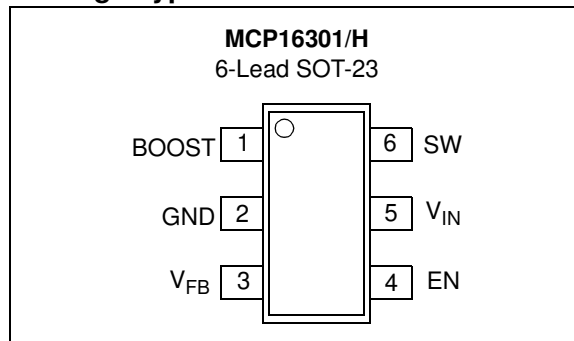 MCP16301/H
6-Lead SOT-23
BOOST 1 6 SW
GND 2 5 VIN
VFB 3 4 EN